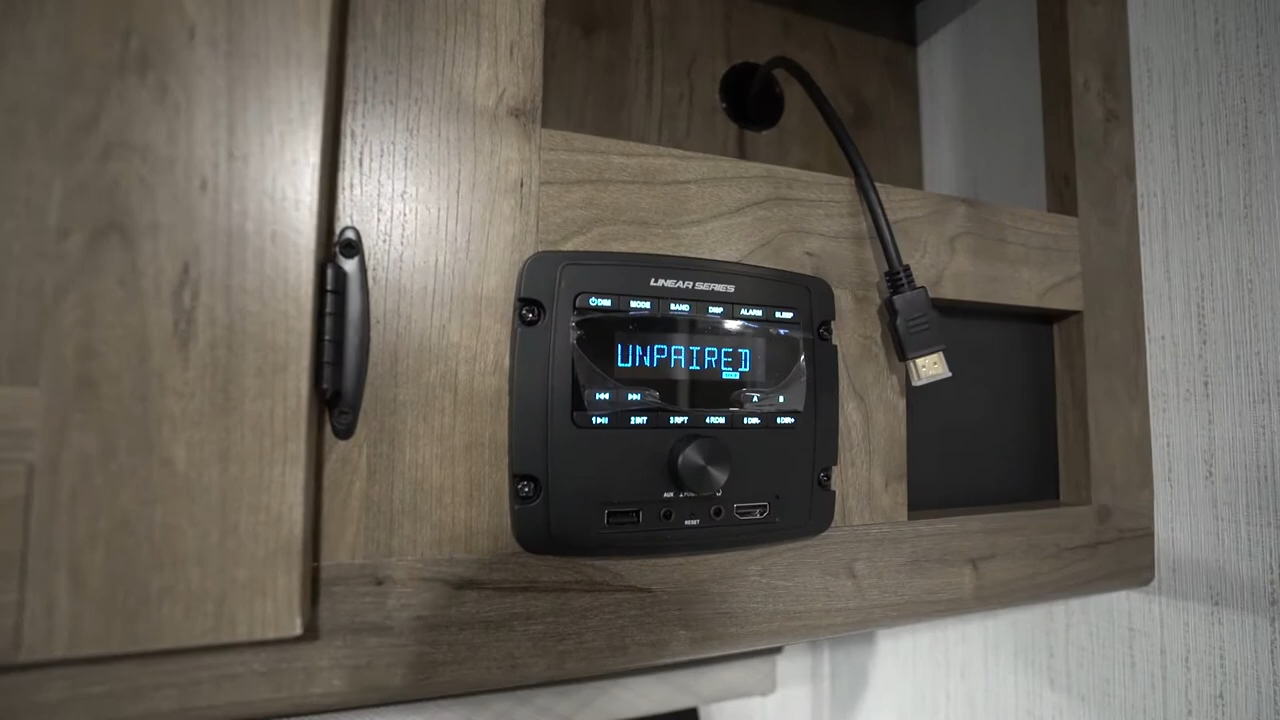 LINEAR SERIES
DIM MODE BAND DISP ALARM SLEEP
UNPAIRED
A B
1 2 INT 3 RPT 4 RDM 5 DIR- 6 DIR+
AUX
RESET